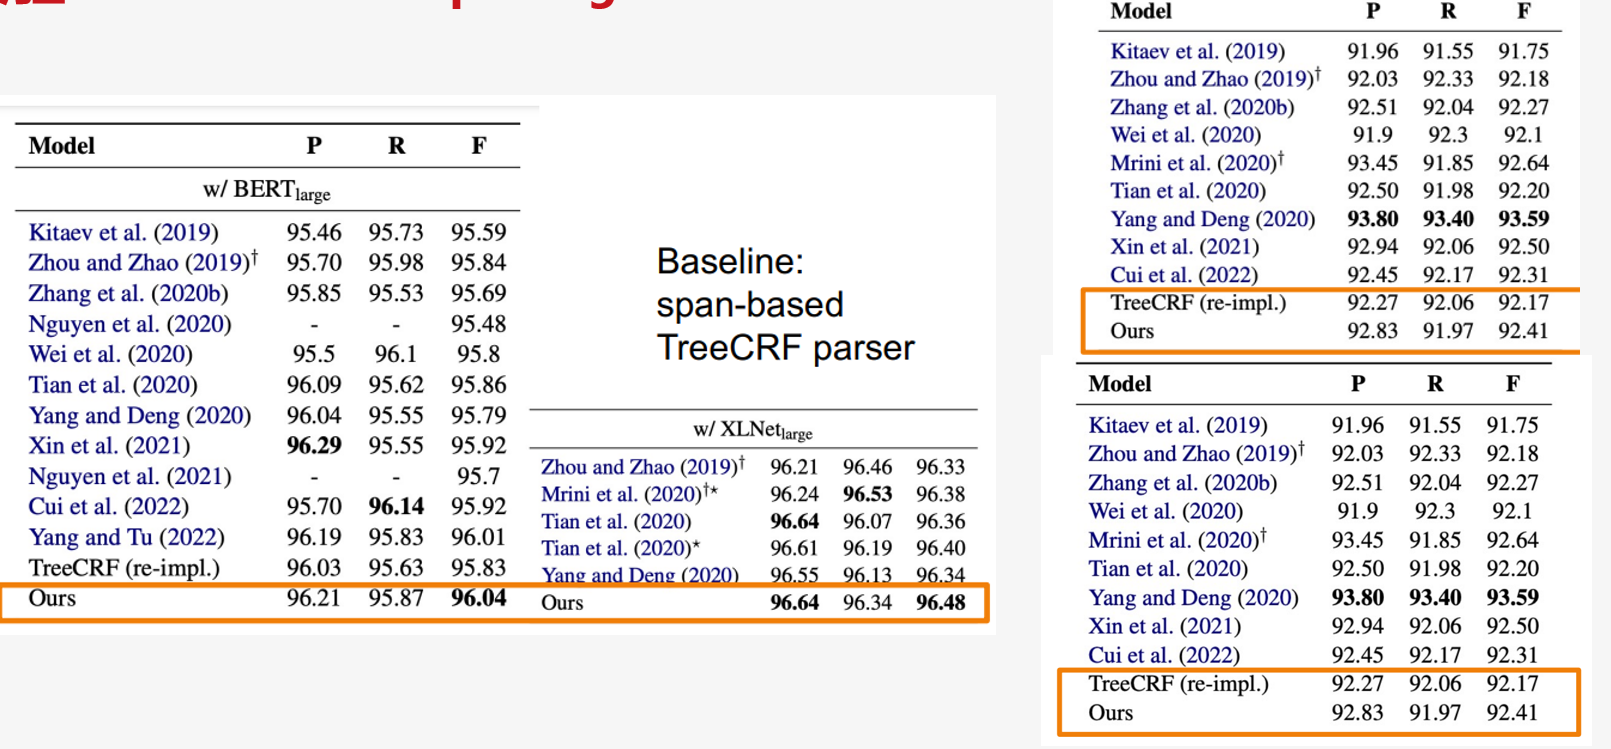 Model P R F
w/ BERTlarge
Kitaev et al. (2019) 95.46 95.73 95.59
Zhou and Zhao (2019)† 95.70 95.98 95.84
Zhang et al. (2020b) 95.85 95.53 95.69
Nguyen et al. (2020) - - 95.48
Wei et al. (2020) 95.5 96.1 95.8
Tian et al. (2020) 96.09 95.62 95.86
Yang and Deng (2020) 96.04 95.55 95.79
Xin et al. (2021) 96.29 95.55 95.92
Nguyen et al. (2021) - - 95.7
Cui et al. (2022) 95.70 96.14 95.92
Yang and Tu (2022) 96.19 95.83 96.01
TreeCRF (re-impl.) 96.03 95.63 95.83
Ours 96.21 95.87 96.04
Baseline:
span-based
TreeCRF parser
w/ XLNetlarge
Zhou and Zhao (2019)† 96.21 96.46 96.33
Mrini et al. (2020)†* 96.24 96.53 96.38
Tian et al. (2020) 96.64 96.07 96.36
Tian et al. (2020)* 96.61 96.19 96.40
Yang and Deng (2020) 96.55 96.13 96.34
Ours 96.64 96.34 96.48
Model P R F
Kitaev et al. (2019) 91.96 91.55 91.75
Zhou and Zhao (2019)† 92.03 92.33 92.18
Zhang et al. (2020b) 92.51 92.04 92.27
Wei et al. (2020) 91.9 92.3 92.1
Mrini et al. (2020)† 93.45 91.85 92.64
Tian et al. (2020) 92.50 91.98 92.20
Yang and Deng (2020) 93.80 93.40 93.59
Xin et al. (2021) 92.94 92.06 92.50
Cui et al. (2022) 92.45 92.17 92.31
TreeCRF (re-impl.) 92.27 92.06 92.17
Ours 92.83 91.97 92.41
Model P R F
Kitaev et al. (2019) 91.96 91.55 91.75
Zhou and Zhao (2019)† 92.03 92.33 92.18
Zhang et al. (2020b) 92.51 92.04 92.27
Wei et al. (2020) 91.9 92.3 92.1
Mrini et al. (2020)† 93.45 91.85 92.64
Tian et al. (2020) 92.50 91.98 92.20
Yang and Deng (2020) 93.80 93.40 93.59
Xin et al. (2021) 92.94 92.06 92.50
Cui et al. (2022) 92.45 92.17 92.31
TreeCRF (re-impl.) 92.27 92.06 92.17
Ours 92.83 91.97 92.41